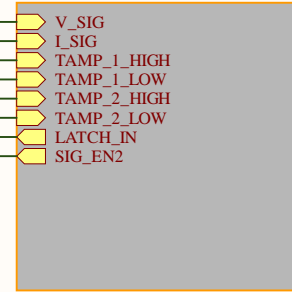 V_SIG
I_SIG
TAMP_1_HIGH
TAMP_1_LOW
TAMP_2_HIGH
TAMP_2_LOW
LATCH_IN
SIG_EN2